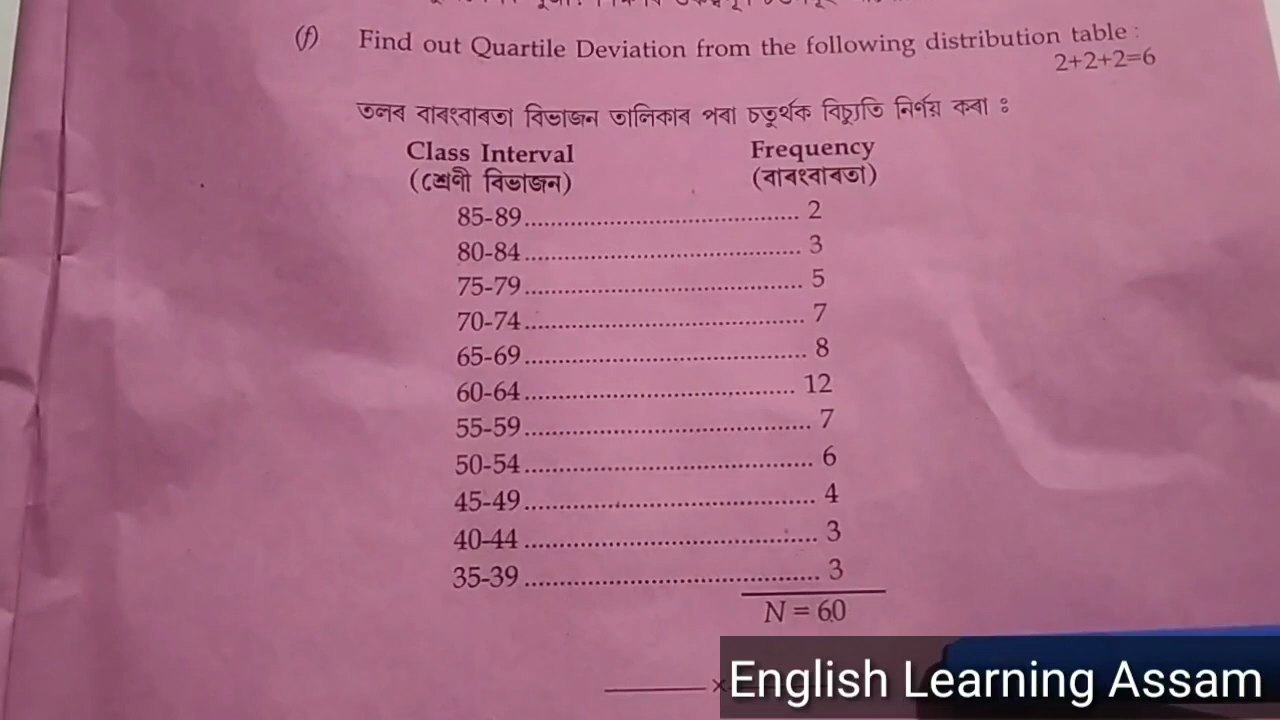 (f) Find out Quartile Deviation from the following distribution table :
2+2+2=6
তলৰ বাৰংবাৰতা বিভাজন তালিকাৰ পৰা চতুৰ্থক বিচ্যুতি নিৰ্ণয় কৰা ঃ
Class Interval Frequency
(শ্ৰেণী বিভাজন) (বাৰংবাৰতা)
85-89........................................ 2
80-84........................................ 3
75-79........................................ 5
70-74........................................ 7
65-69........................................ 8
60-64....................................... 12
55-59......................................... 7
50-54......................................... 6
45-49.......................................... 4
40-44.......................................... 3
35-39.......................................... 3
N = 60
×
English Learning Assam